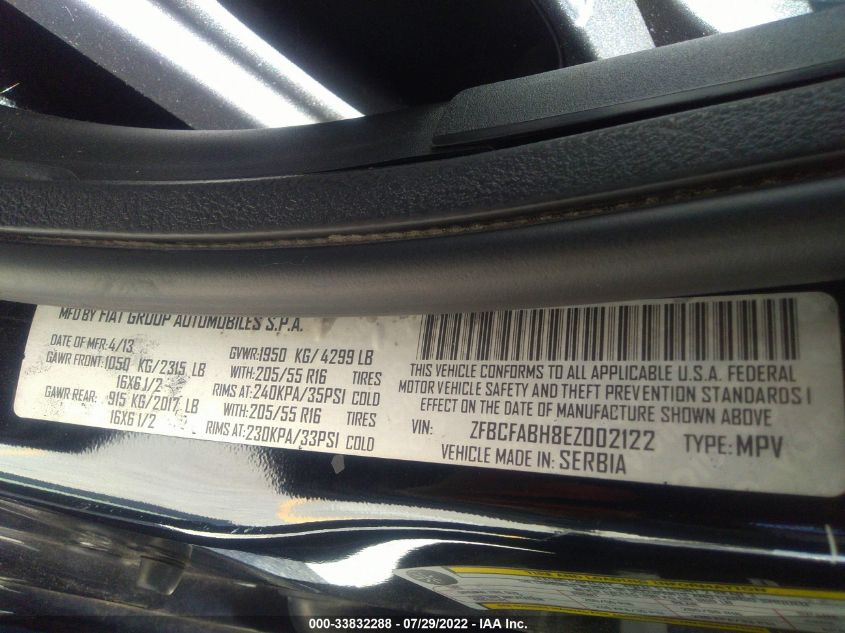 MFD BY FIAT GROUP AUTOMOBILES S.P.A.
DATE OF MFR: 4/13 GVWR: 1950 KG/ 4299 LB
GAWR FRONT: 1050 KG/2315 LB WITH: 205/55 R16 TIRES
16X6 1/2 RIMS AT: 240KPA/35PSI COLD
GAWR REAR: 915 KG/2017 LB WITH: 205/55 R16 TIRES
16X6 1/2 RIMS AT: 230KPA/33PSI COLD
THIS VEHICLE CONFORMS TO ALL APPLICABLE U.S.A. FEDERAL
MOTOR VEHICLE SAFETY AND THEFT PREVENTION STANDARDS I
EFFECT ON THE DATE OF MANUFACTURE SHOWN ABOVE
VIN: ZFBCFABH8EZ002122 TYPE: MPV
VEHICLE MADE IN: SERBIA
TIRE AND LOADING INFORMATION
000-33832288 - 07/29/2022 - IAA Inc.